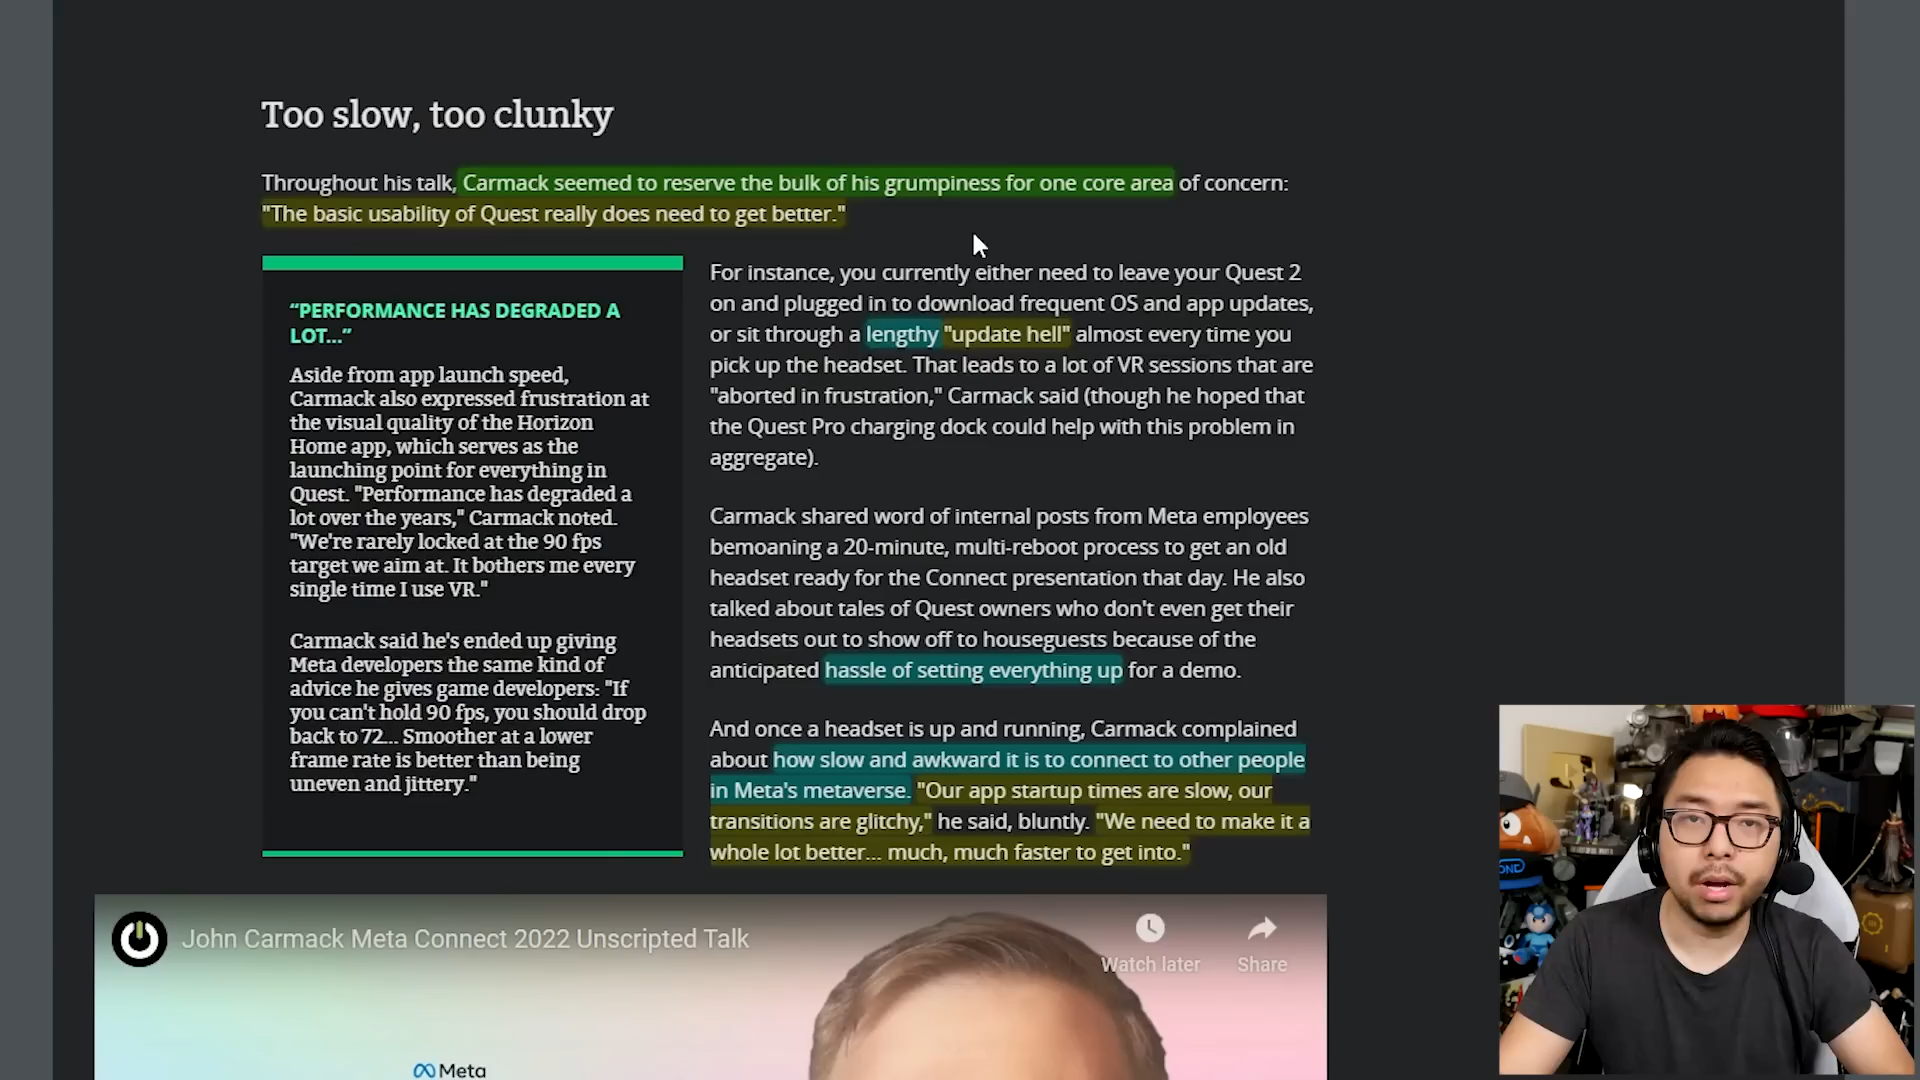 Too slow, too clunky
Throughout his talk, Carmack seemed to reserve the bulk of his grumpiness for one core area of concern:
"The basic usability of Quest really does need to get better."
“PERFORMANCE HAS DEGRADED A
LOT...”
Aside from app launch speed,
Carmack also expressed frustration at
the visual quality of the Horizon
Home app, which serves as the
launching point for everything in
Quest. "Performance has degraded a
lot over the years," Carmack noted.
"We're rarely locked at the 90 fps
target we aim at. It bothers me every
single time I use VR."
Carmack said he's ended up giving
Meta developers the same kind of
advice he gives game developers: "If
you can't hold 90 fps, you should drop
back to 72... Smoother at a lower
frame rate is better than being
uneven and jittery."
For instance, you currently either need to leave your Quest 2
on and plugged in to download frequent OS and app updates,
or sit through a lengthy "update hell" almost every time you
pick up the headset. That leads to a lot of VR sessions that are
"aborted in frustration," Carmack said (though he hoped that
the Quest Pro charging dock could help with this problem in
aggregate).
Carmack shared word of internal posts from Meta employees
bemoaning a 20-minute, multi-reboot process to get an old
headset ready for the Connect presentation that day. He also
talked about tales of Quest owners who don't even get their
headsets out to show off to houseguests because of the
anticipated hassle of setting everything up for a demo.
And once a headset is up and running, Carmack complained
about how slow and awkward it is to connect to other people
in Meta's metaverse. "Our app startup times are slow, our
transitions are glitchy," he said, bluntly. "We need to make it a
whole lot better... much, much faster to get into."
John Carmack Meta Connect 2022 Unscripted Talk
Watch later
Share
Meta